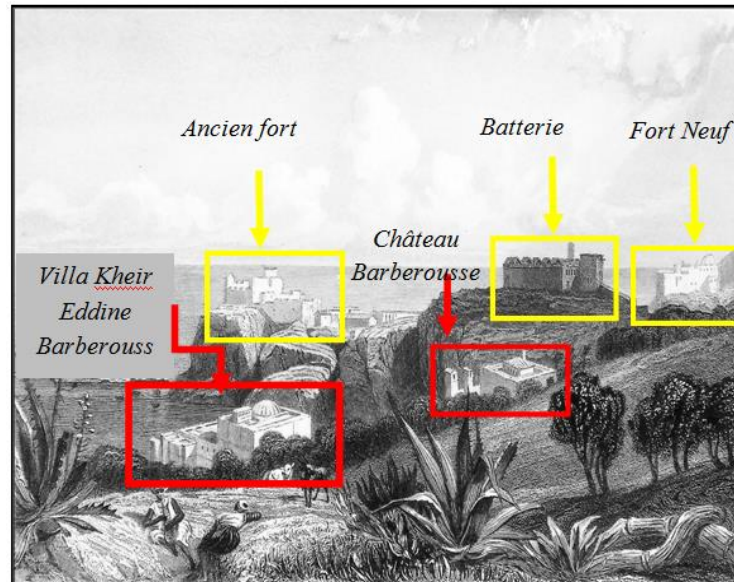 Ancien fort
Batterie
Fort Neuf
Château
Barberousse
Villa Kheir
Eddine
Barberouss